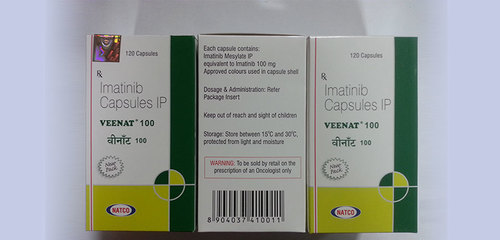 120 Capsules
Rx
Imatinib
Capsules IP
VEENAT® 100
वीनॅट 100
New
Pack
NATCO
Each capsule contains:
Imatinib Mesylate IP
equivalent to Imatinib 100 mg
Approved colours used in capsule shell
Dosage & Administration: Refer
Package Insert
Keep out of reach and sight of children
Storage: Store between 15°C and 30°C,
protected from light and moisture
WARNING: To be sold by retail on the
prescription of an Oncologist only
8 904037 410011
120 Capsules
Rx
Imatinib
Capsules IP
VEENAT® 100
वीनॅट 100
New
Pack
NATCO